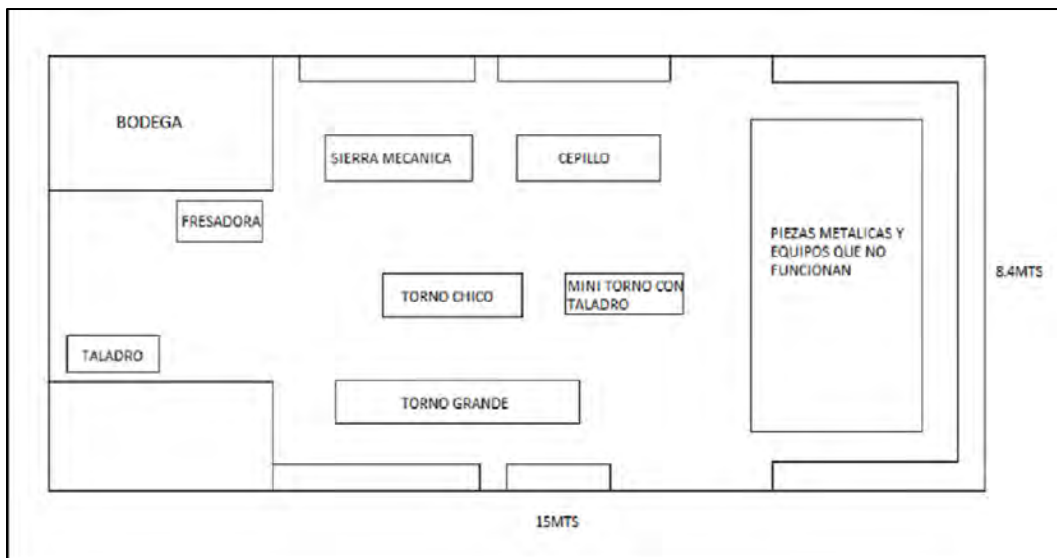 BODEGA
SIERRA MECANICA
CEPILLO
FRESADORA
PIEZAS METALICAS Y
EQUIPOS QUE NO
FUNCIONAN
8.4MTS
TORNO CHICO
MINI TORNO CON
TALADRO
TALADRO
TORNO GRANDE
15MTS